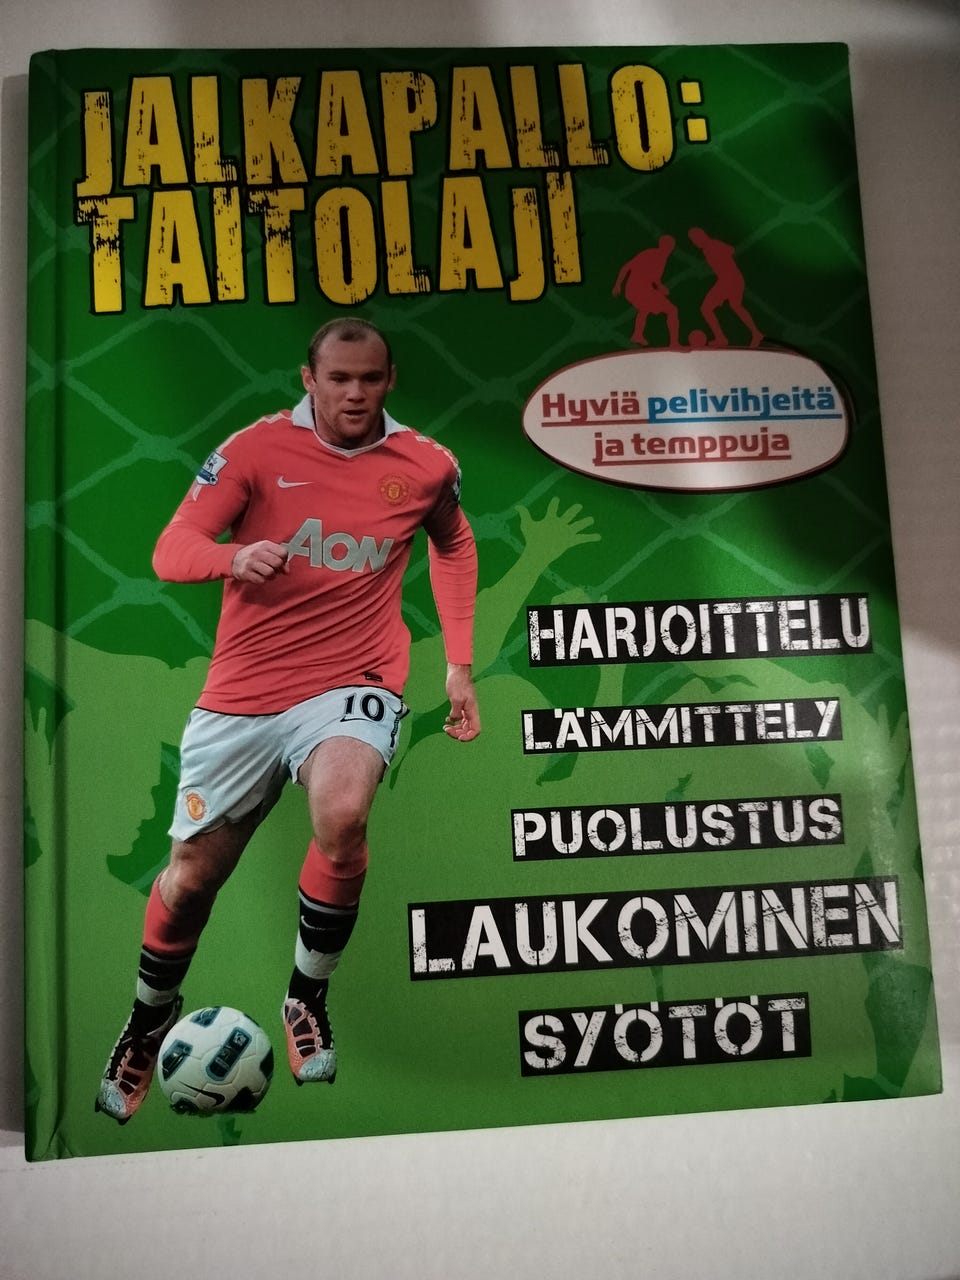 JALKAPALLO:
TAITOLAJI
Hyviä pelivihjeitä
ja temppuja
AON
10
HARJOITTELU
LÄMMITTELY
PUOLUSTUS
LAUKOMINEN
SYÖTÖT